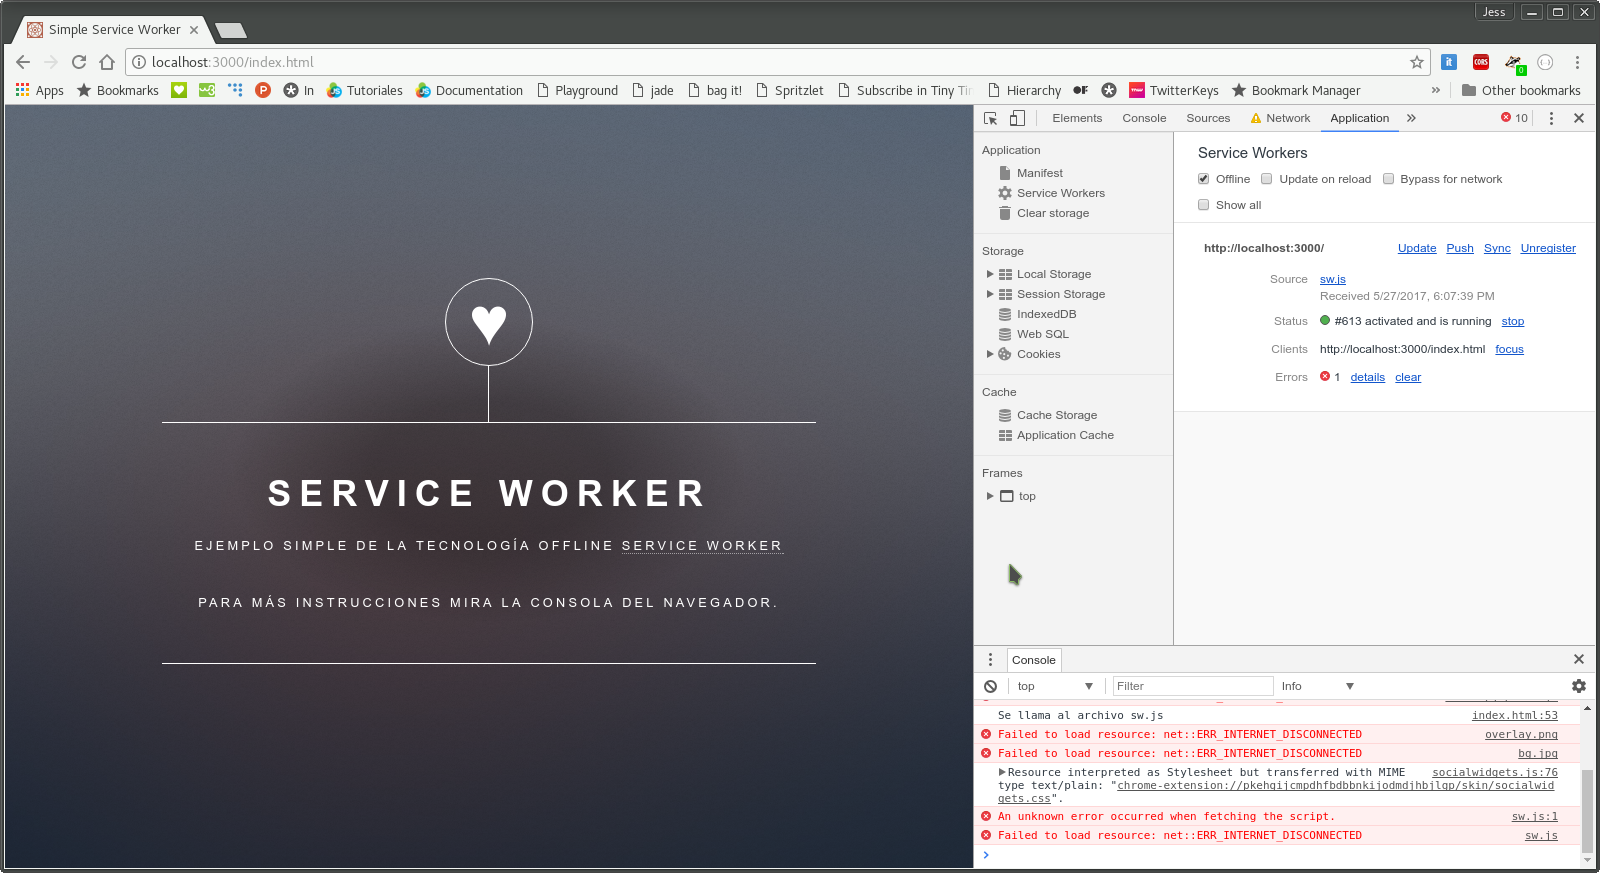 Jess
Simple Service Worker
localhost:3000/index.html
it
CORS
0
Apps
Bookmarks
w3
P
In
JS
Tutoriales
JS
Documentation
Playground
jade
bag it!
Spritzlet
Subscribe in Tiny Ti
Hierarchy
TwitterKeys
Bookmark Manager
»
Other bookmarks
SERVICE WORKER
EJEMPLO SIMPLE DE LA TECNOLOGÍA OFFLINE SERVICE WORKER
PARA MÁS INSTRUCCIONES MIRA LA CONSOLA DEL NAVEGADOR.
Elements Console Sources Network Application » 10
Application
Manifest
Service Workers
Clear storage
Storage
Local Storage
Session Storage
IndexedDB
Web SQL
Cookies
Cache
Cache Storage
Application Cache
Frames
top
Service Workers
Offline Update on reload Bypass for network
Show all
http://localhost:3000/ Update Push Sync Unregister
Source sw.js
Received 5/27/2017, 6:07:39 PM
Status #613 activated and is running stop
Clients http://localhost:3000/index.html focus
Errors 1 details clear
Console
top Filter Info
Se llama al archivo sw.js index.html:53
Failed to load resource: net::ERR_INTERNET_DISCONNECTED overlay.png
Failed to load resource: net::ERR_INTERNET_DISCONNECTED bg.jpg
Resource interpreted as Stylesheet but transferred with MIME socialwidgets.js:76
type text/plain: "chrome-extension://pkehgijcmpdhfbdbbnkijodmdjhbjlgp/skin/socialwid
gets.css".
An unknown error occurred when fetching the script. sw.js:1
Failed to load resource: net::ERR_INTERNET_DISCONNECTED sw.js